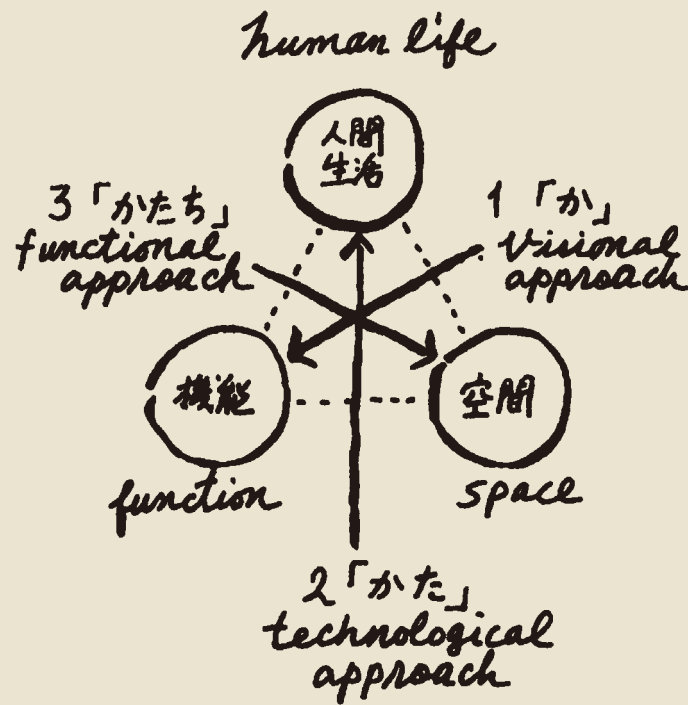 human life
人間
生活
3「かたち」
functional
approach
1「か」
visional
approach
機能
function
空間
space
2「かた」
technological
approach